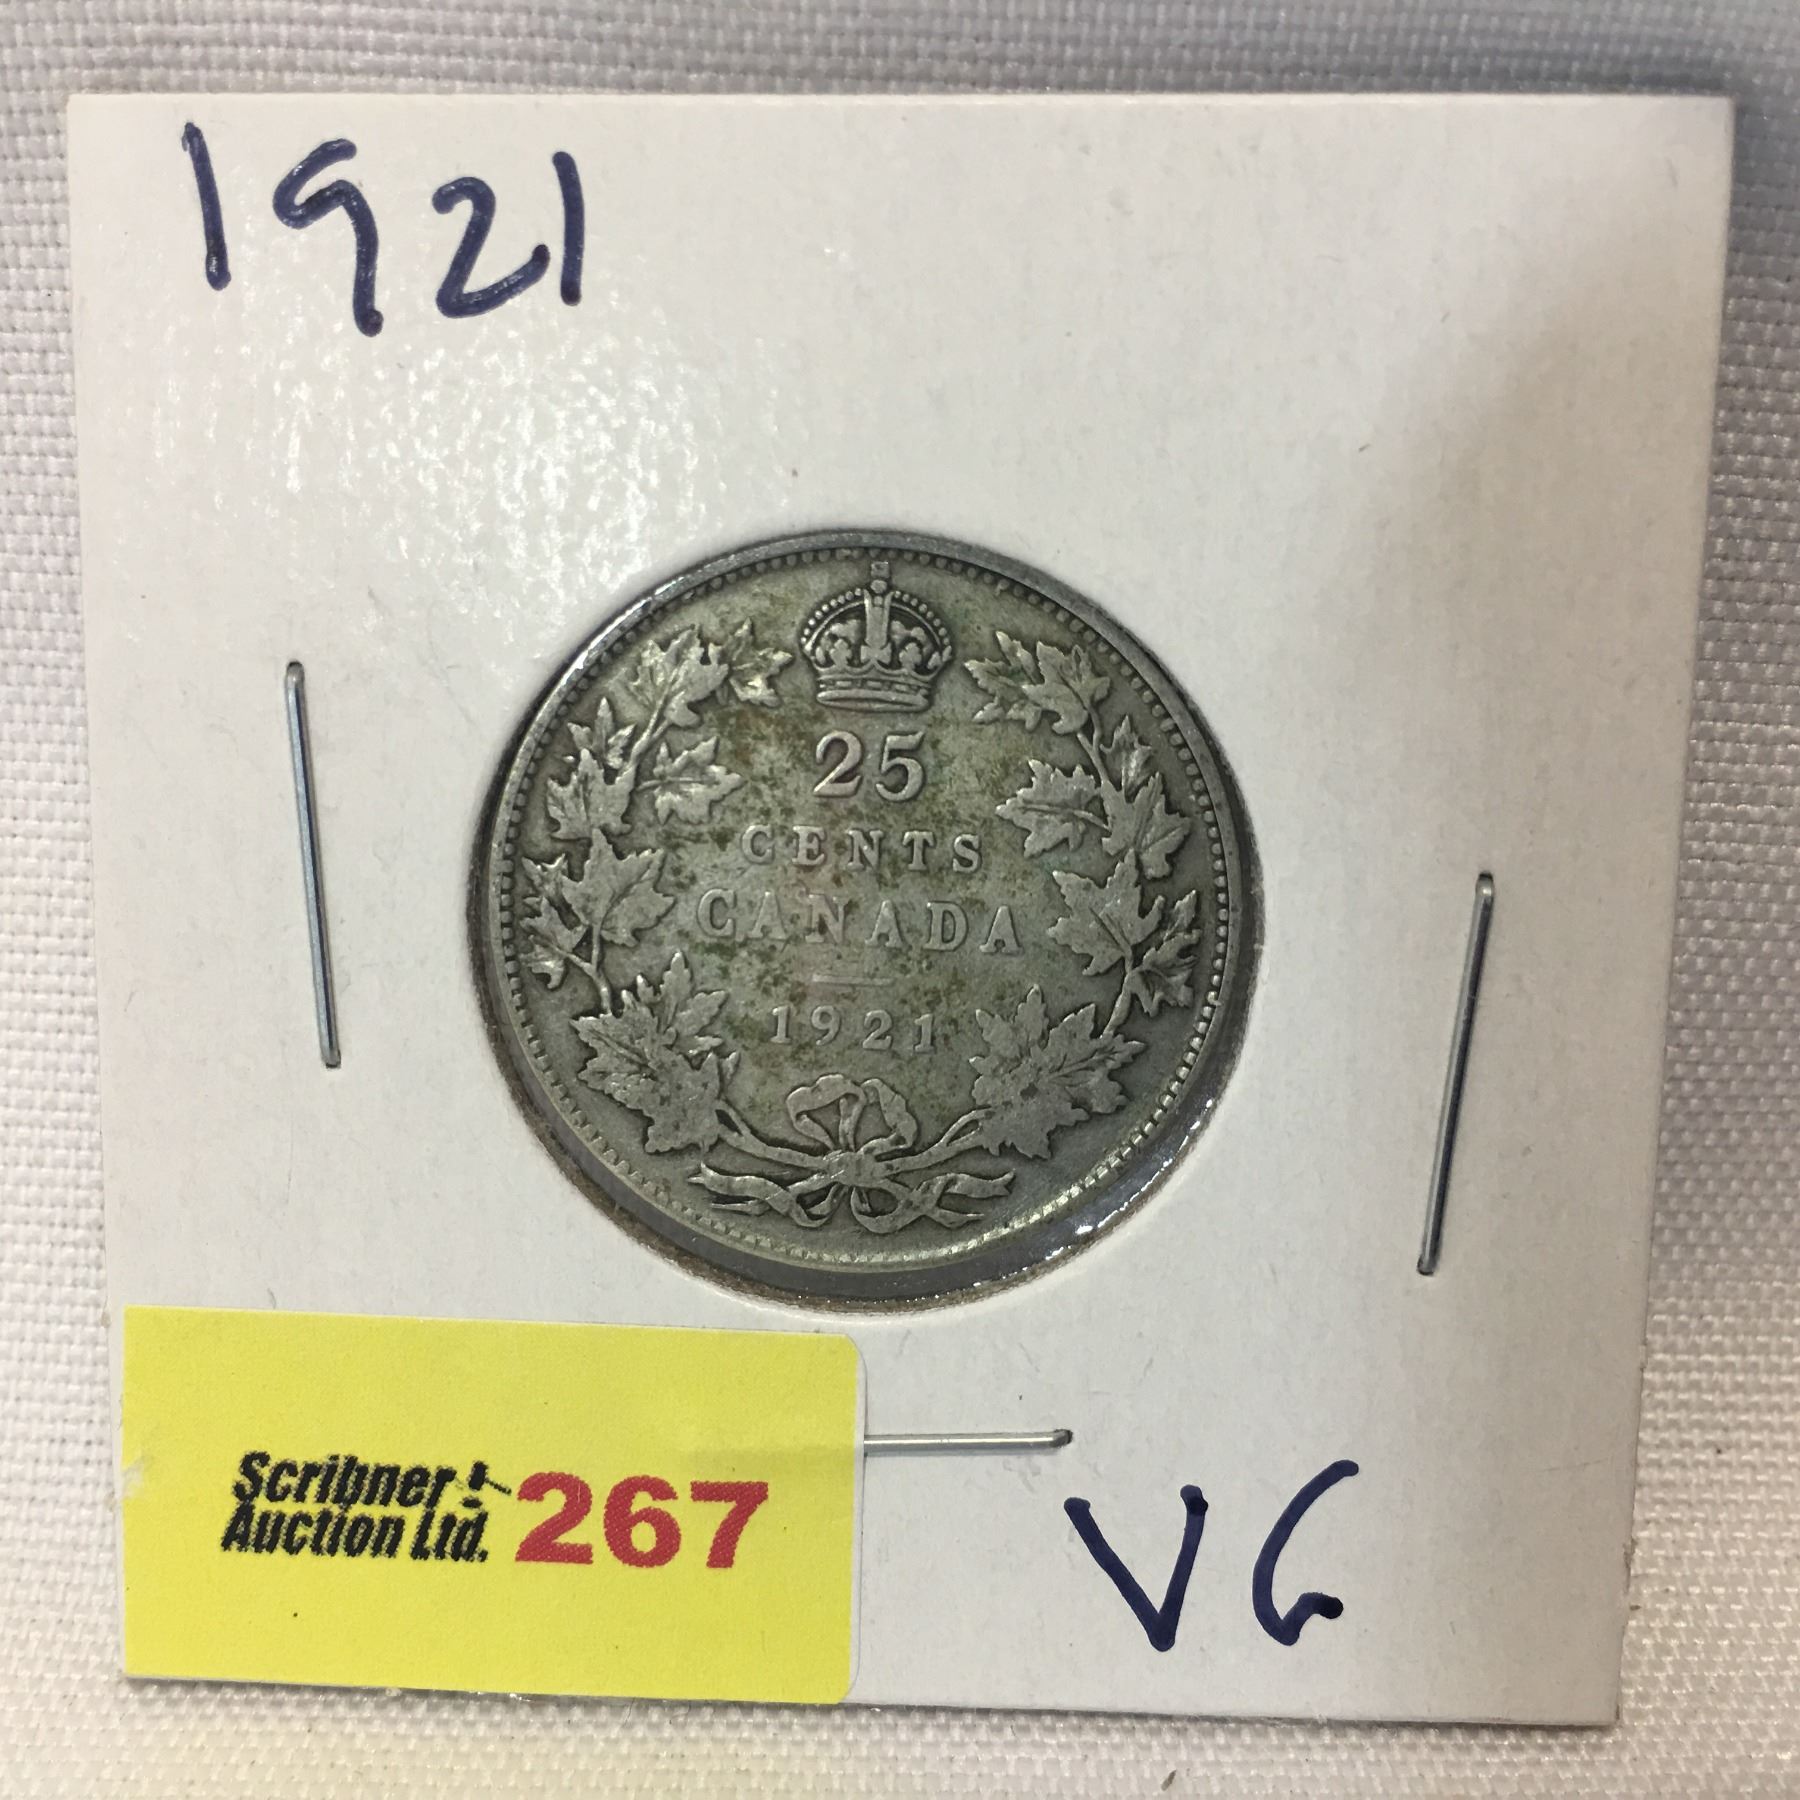 1921
25
CENTS
CANADA
1921
Scribner
Auction Ltd. 267
VG